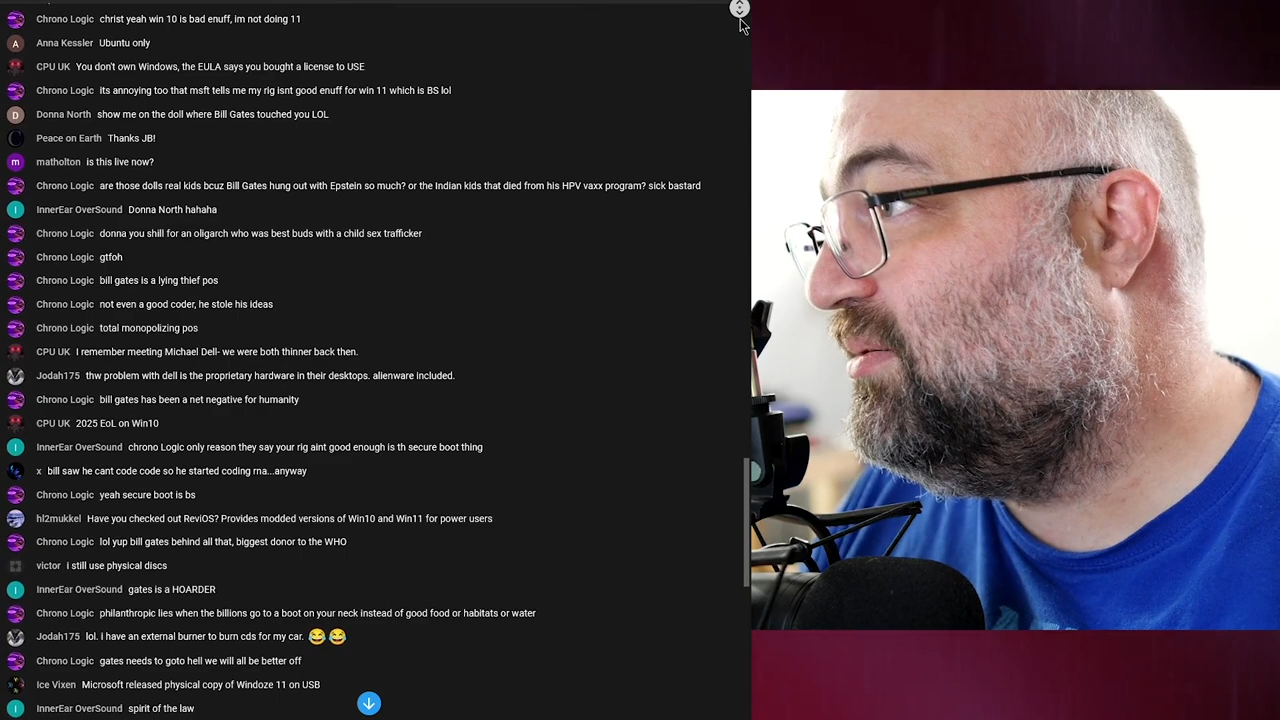 Chrono Logic christ yeah win 10 is bad enuff, im not doing 11
A Anna Kessler Ubuntu only
CPU UK You don't own Windows, the EULA says you bought a license to USE
Chrono Logic its annoying too that msft tells me my rig isnt good enuff for win 11 which is BS lol
D Donna North show me on the doll where Bill Gates touched you LOL
Peace on Earth Thanks JB!
m matholton is this live now?
Chrono Logic are those dolls real kids bcuz Bill Gates hung out with Epstein so much? or the Indian kids that died from his HPV vaxx program? sick bastard
I InnerEar OverSound Donna North hahaha
Chrono Logic donna you shill for an oligarch who was best buds with a child sex trafficker
Chrono Logic gtfoh
Chrono Logic bill gates is a lying thief pos
Chrono Logic not even a good coder, he stole his ideas
Chrono Logic total monopolizing pos
CPU UK I remember meeting Michael Dell- we were both thinner back then.
Jodah175 thw problem with dell is the proprietary hardware in their desktops. alienware included.
Chrono Logic bill gates has been a net negative for humanity
CPU UK 2025 EoL on Win10
I InnerEar OverSound chrono Logic only reason they say your rig aint good enough is th secure boot thing
x bill saw he cant code code so he started coding rna...anyway
Chrono Logic yeah secure boot is bs
hl2mukkel Have you checked out ReviOS? Provides modded versions of Win10 and Win11 for power users
Chrono Logic lol yup bill gates behind all that, biggest donor to the WHO
victor i still use physical discs
I InnerEar OverSound gates is a HOARDER
Chrono Logic philanthropic lies when the billions go to a boot on your neck instead of good food or habitats or water
Jodah175 lol. i have an external burner to burn cds for my car. 😂😂
Chrono Logic gates needs to goto hell we will all be better off
Ice Vixen Microsoft released physical copy of Windoze 11 on USB
I InnerEar OverSound spirit of the law